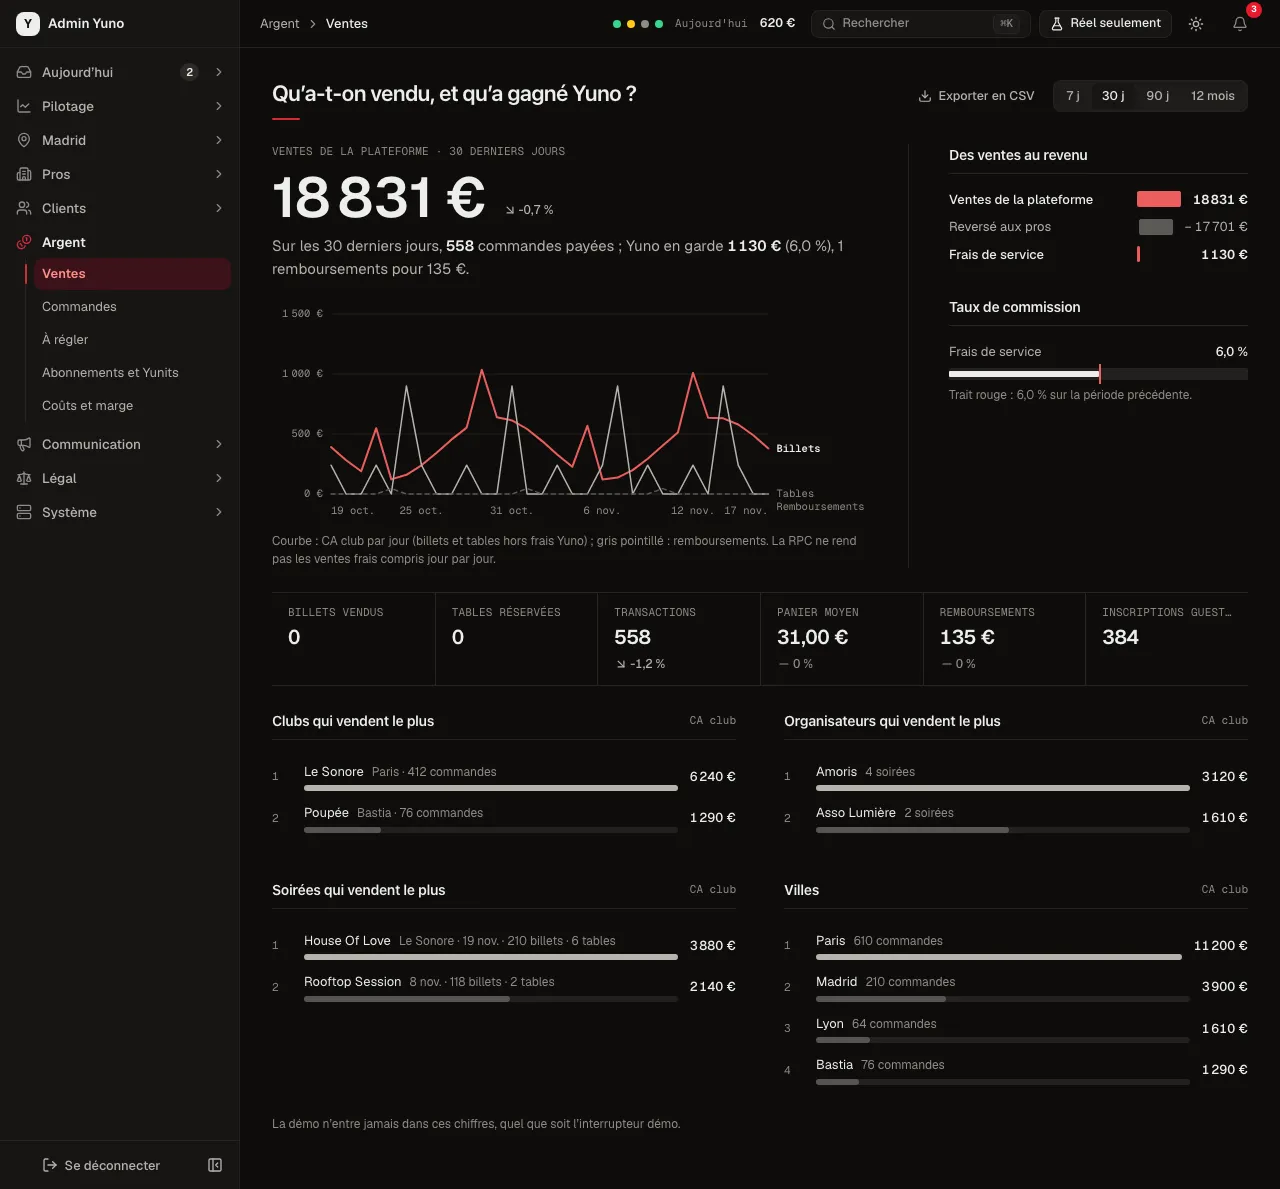 Y Admin Yuno
Argent > Ventes
Aujourd'hui 620 €
Rechercher ⌘K
Réel seulement
3
Aujourd'hui 2
Pilotage
Madrid
Pros
Clients
Argent
Ventes
Commandes
À régler
Abonnements et Yunits
Coûts et marge
Communication
Légal
Système
Se déconnecter
Qu'a-t-on vendu, et qu'a gagné Yuno ?
Exporter en CSV
7 j 30 j 90 j 12 mois
VENTES DE LA PLATEFORME · 30 DERNIERS JOURS
18 831 € ↘ -0,7 %
Sur les 30 derniers jours, 558 commandes payées ; Yuno en garde 1 130 € (6,0 %), 1
remboursements pour 135 €.
1 500 €
1 000 €
500 €
0 €
Billets
Tables
Remboursements
19 oct. 25 oct. 31 oct. 6 nov. 12 nov. 17 nov.
Courbe : CA club par jour (billets et tables hors frais Yuno) ; gris pointillé : remboursements. La RPC ne rend
pas les ventes frais compris jour par jour.
Des ventes au revenu
Ventes de la plateforme 18 831 €
Reversé aux pros − 17 701 €
Frais de service 1 130 €
Taux de commission
Frais de service 6,0 %
Trait rouge : 6,0 % sur la période précédente.
BILLETS VENDUS
0
TABLES RÉSERVÉES
0
TRANSACTIONS
558
↘ -1,2 %
PANIER MOYEN
31,00 €
— 0 %
REMBOURSEMENTS
135 €
— 0 %
INSCRIPTIONS GUEST…
384
Clubs qui vendent le plus CA club
1 Le Sonore Paris · 412 commandes 6 240 €
2 Poupée Bastia · 76 commandes 1 290 €
Organisateurs qui vendent le plus CA club
1 Amoris 4 soirées 3 120 €
2 Asso Lumière 2 soirées 1 610 €
Soirées qui vendent le plus CA club
1 House Of Love Le Sonore · 19 nov. · 210 billets · 6 tables 3 880 €
2 Rooftop Session 8 nov. · 118 billets · 2 tables 2 140 €
Villes CA club
1 Paris 610 commandes 11 200 €
2 Madrid 210 commandes 3 900 €
3 Lyon 64 commandes 1 610 €
4 Bastia 76 commandes 1 290 €
La démo n'entre jamais dans ces chiffres, quel que soit l'interrupteur démo.